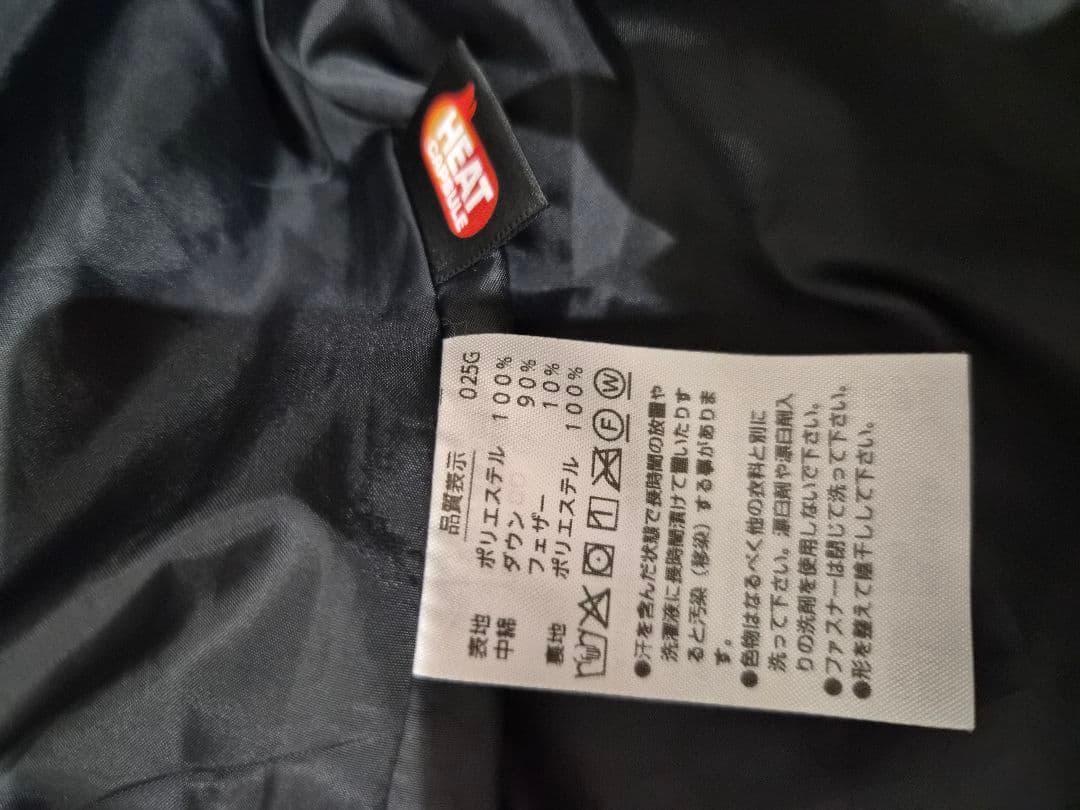 HEAT
CAPSULE
品質表示 025G
表地 ポリエステル 100%
中綿 ダウン 90%
フェザー 10%
裏地 ポリエステル 100%
F W
●汗を含んだ状態で長時間の放置や
洗濯液に長時間漬けて置いたりす
ると汚染(移染)する事がありま
す。
●色物はなるべく他の衣料と別に
洗って下さい。漂白剤や漂白剤入
りの洗剤を使用しないで下さい。
●ファスナーは閉じて洗って下さい。
●形を整えて陰干しして下さい。